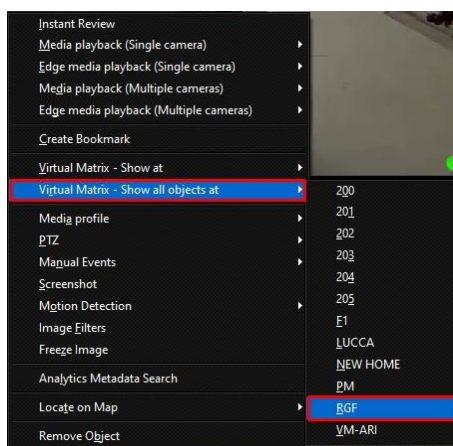 Instant Review
Media playback (Single camera)
Edge media playback (Single camera)
Media playback (Multiple cameras)
Edge media playback (Multiple cameras)
Create Bookmark
Virtual Matrix - Show at
Virtual Matrix - Show all objects at
Media profile
PTZ
Manual Events
Screenshot
Motion Detection
Image Filters
Freeze Image
Analytics Metadata Search
Locate on Map
Remove Object
200
201
202
203
204
205
F1
LUCCA
NEW HOME
PM
RGF
VM-ARI